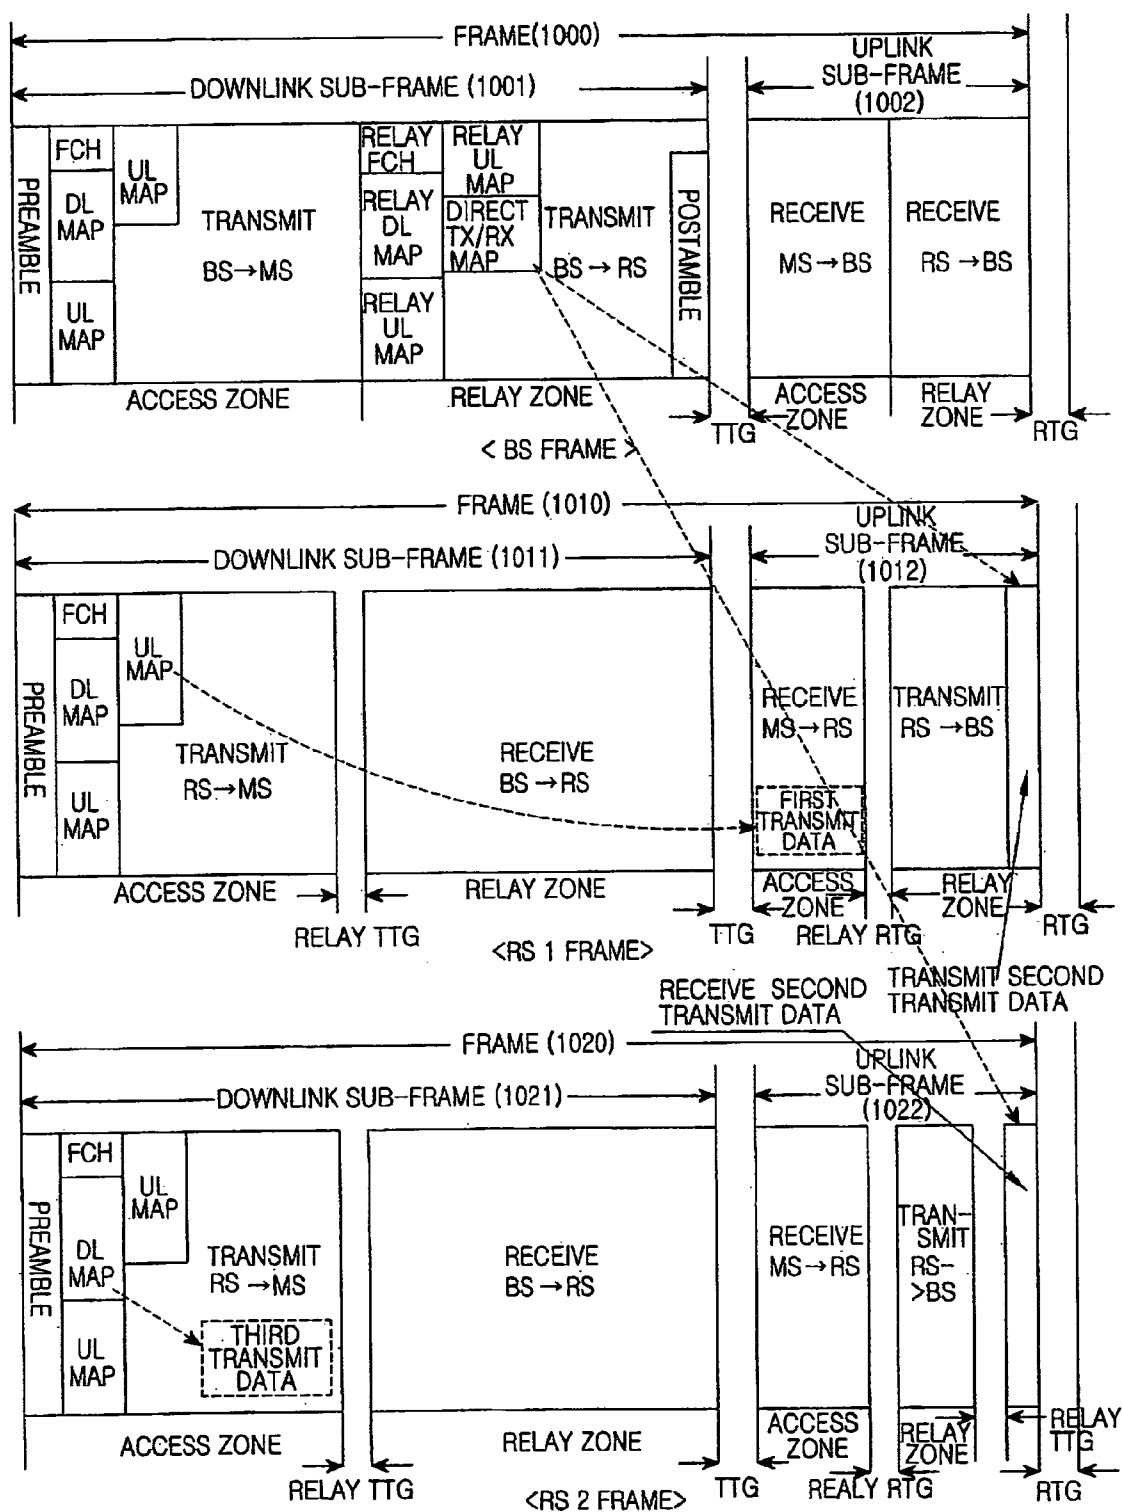 FRAME(1000)
DOWNLINK SUB-FRAME (1001)
UPLINK
SUB-FRAME
(1002)
PREAMBLE
FCH
DL
MAP
UL
MAP
UL
MAP
TRANSMIT
BS→MS
RELAY
FCH
RELAY
DL
MAP
RELAY
UL
MAP
RELAY
UL
MAP
DIRECT
TX/RX
MAP
TRANSMIT
BS→RS
POSTAMBLE
RECEIVE
MS→BS
RECEIVE
RS→BS
ACCESS ZONE
RELAY ZONE
TTG
ACCESS
ZONE
RELAY
ZONE
RTG
< BS FRAME >
FRAME (1010)
DOWNLINK SUB-FRAME (1011)
UPLINK
SUB-FRAME
(1012)
PREAMBLE
FCH
DL
MAP
UL
MAP
UL
MAP
TRANSMIT
RS→MS
RECEIVE
BS→RS
RECEIVE
MS→RS
FIRST
TRANSMIT
DATA
TRANSMIT
RS→BS
ACCESS ZONE
RELAY TTG
RELAY ZONE
TTG
ACCESS
ZONE
RELAY RTG
RELAY
ZONE
RTG
<RS 1 FRAME>
RECEIVE SECOND
TRANSMIT DATA
TRANSMIT SECOND
TRANSMIT DATA
FRAME (1020)
DOWNLINK SUB-FRAME (1021)
UPLINK
SUB-FRAME
(1022)
PREAMBLE
FCH
DL
MAP
UL
MAP
UL
MAP
TRANSMIT
RS→MS
THIRD
TRANSMIT
DATA
RECEIVE
BS→RS
RECEIVE
MS→RS
TRAN-
SMIT
RS-
>BS
ACCESS ZONE
RELAY TTG
RELAY ZONE
TTG
ACCESS
ZONE
REALY RTG
RELAY
ZONE
RELAY
TTG
RTG
<RS 2 FRAME>